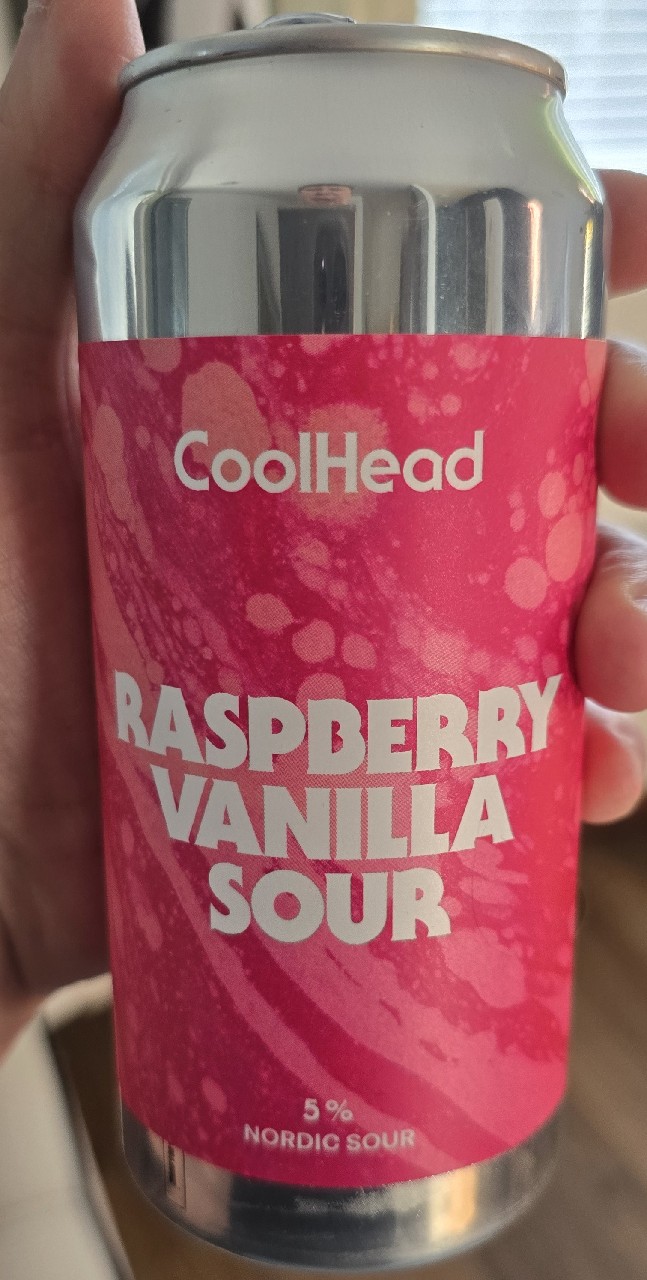 CoolHead
RASPBERRY
VANILLA
SOUR
5%
NORDIC SOUR